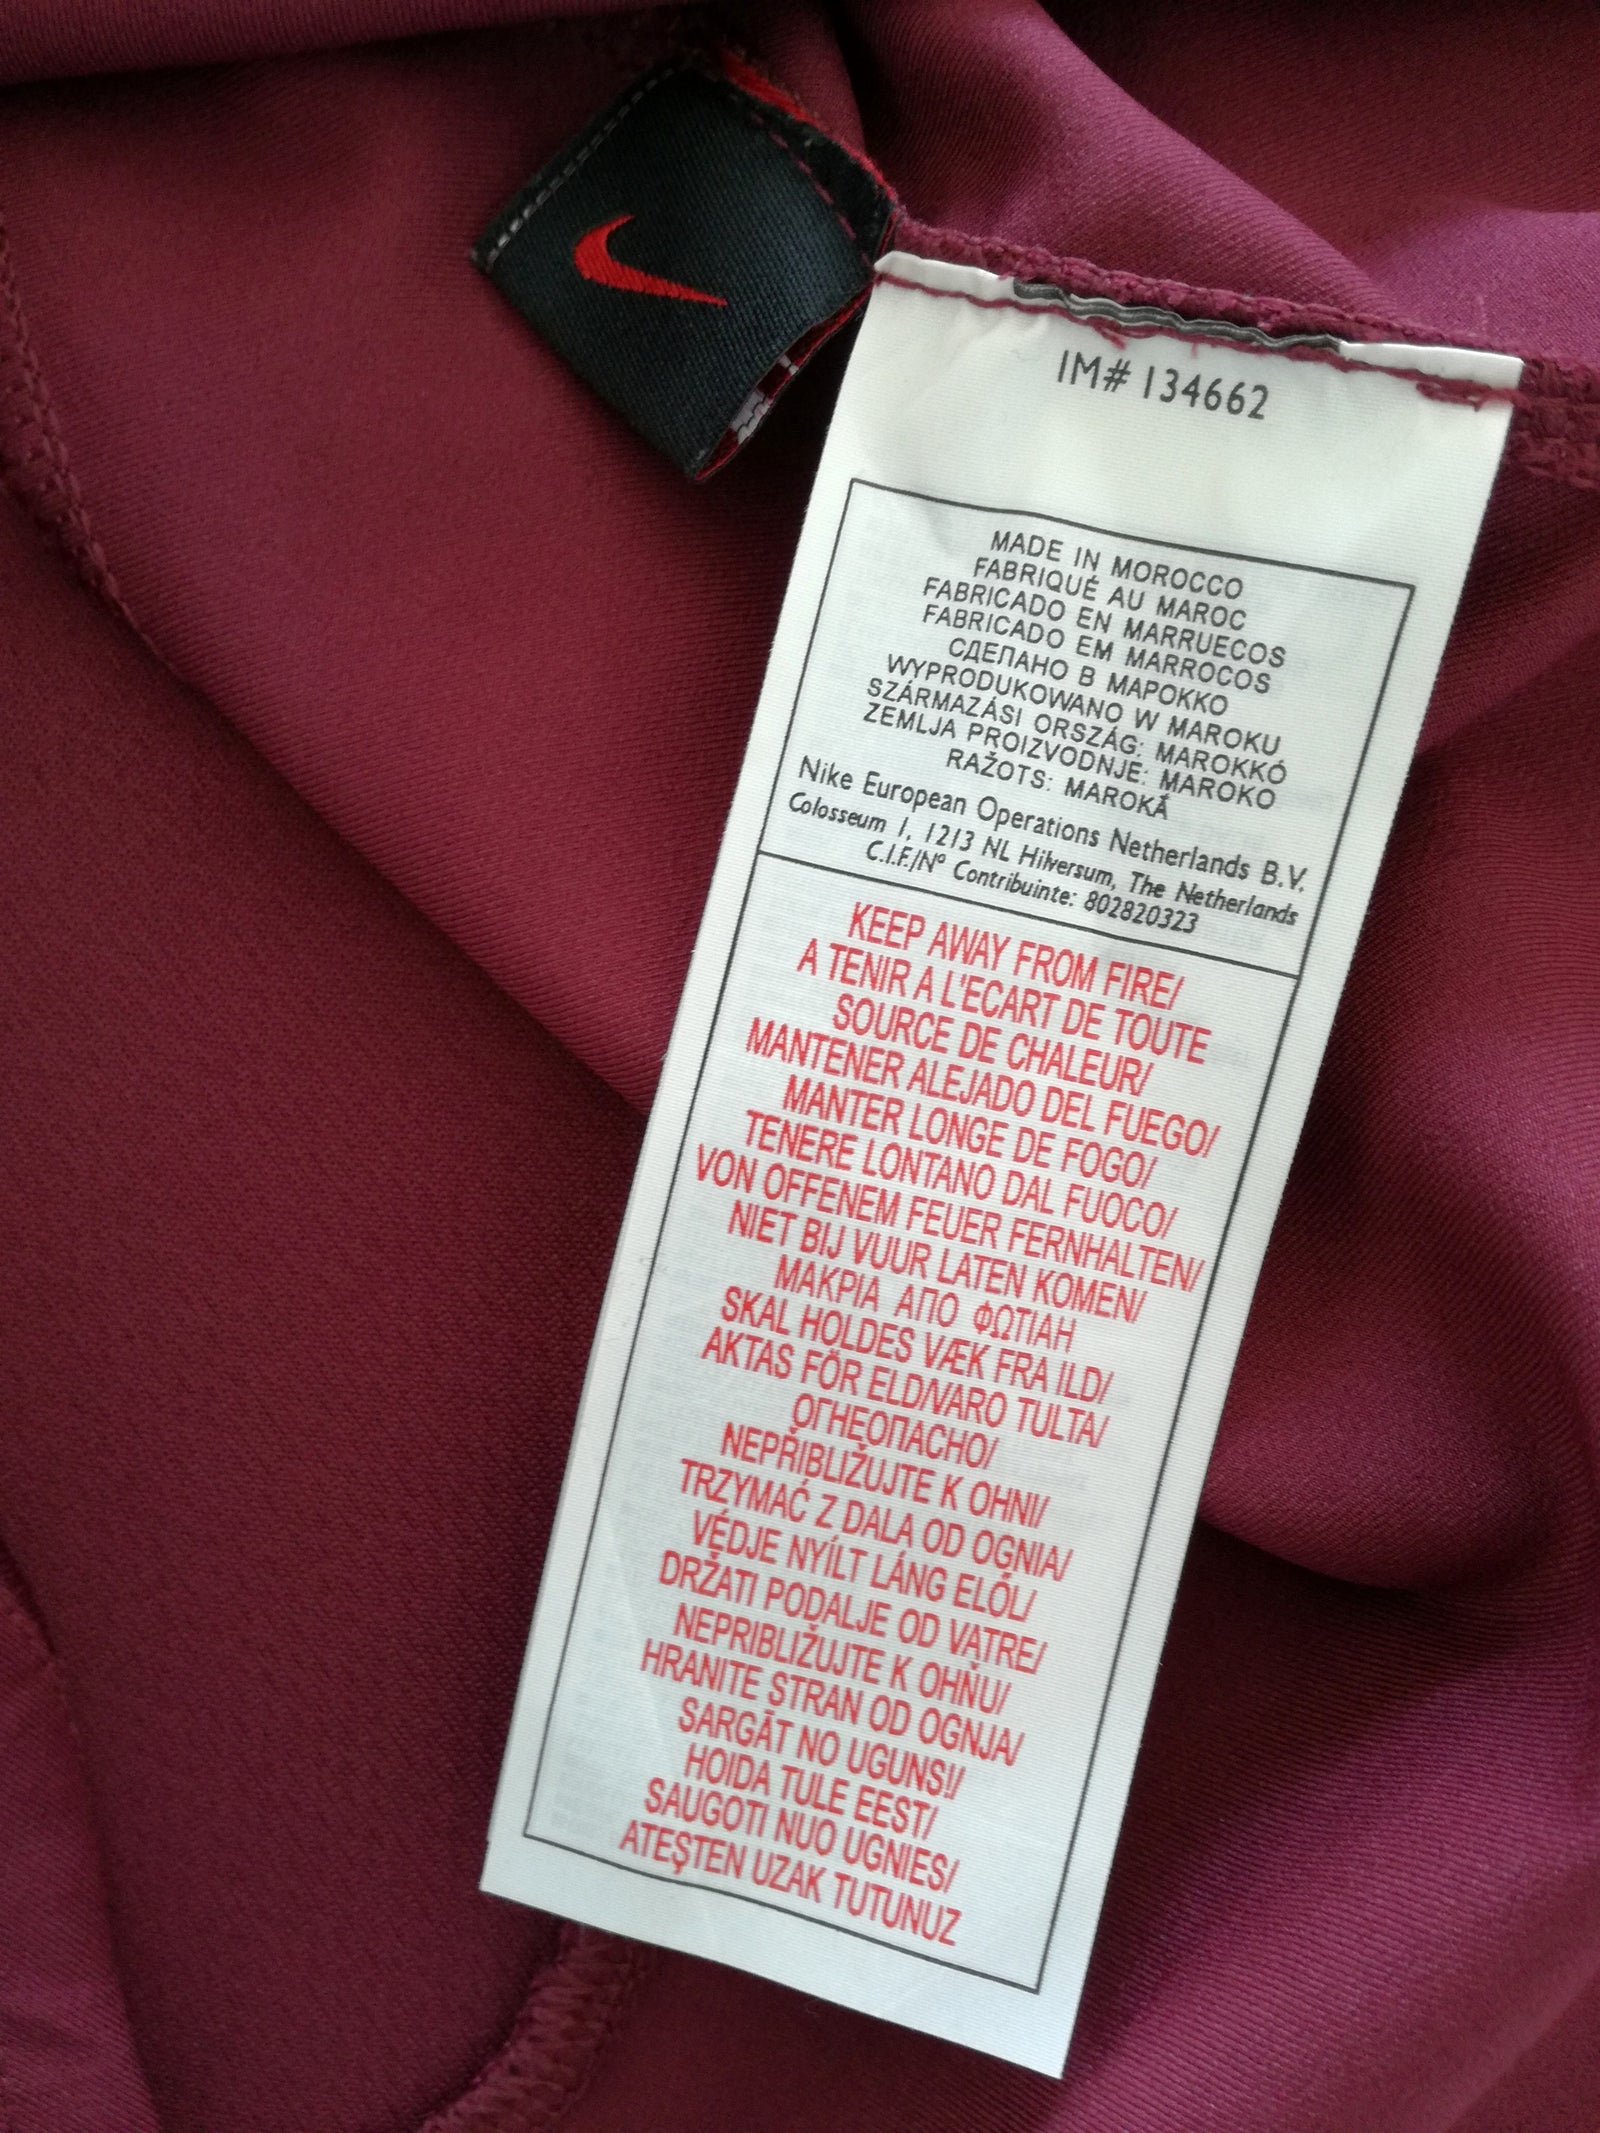 IM# 134662
MADE IN MOROCCO
FABRIQUÉ AU MAROC
FABRICADO EN MARRUECOS
FABRICADO EM MARROCOS
СДЕПАНО В МАРОККО
WYPRODUKOWANO W MAROKU
SZÁRMAZÁSI ORSZÁG: MAROKKÓ
ZEMLJA PROIZVODNJE: MAROKO
RAŽOTS: MAROKĀ
Nike European Operations Netherlands B.V.
Colosseum 1, 1213 NL Hilversum, The Netherlands
C.I.F./Nº Contribuinte: 802820323
KEEP AWAY FROM FIRE/
A TENIR A L'ECART DE TOUTE
SOURCE DE CHALEUR/
MANTENER ALEJADO DEL FUEGO/
MANTER LONGE DE FOGO/
TENERE LONTANO DAL FUOCO/
VON OFFENEM FEUER FERNHALTEN/
NIET BIJ VUUR LATEN KOMEN/
ΜΑΚΡΙΑ ΑΠΟ ΦΩΤΙΑΗ
SKAL HOLDES VÆK FRA ILD/
AKTAS FÖR ELD/VARO TULTA/
ОГНЕОПАСНО/
NEPŘIBLIŽUJTE K OHNI/
TRZYMAĆ Z DALA OD OGNIA/
VÉDJE NYÍLT LÁNG ELŐL/
DRŽATI PODALJE OD VATRE/
NEPRIBLIŽUJTE K OHŇU/
HRANITE STRAN OD OGNJA/
SARGĀT NO UGUNS!/
HOIDA TULE EEST/
SAUGOTI NUO UGNIES/
ATEŞTEN UZAK TUTUNUZ